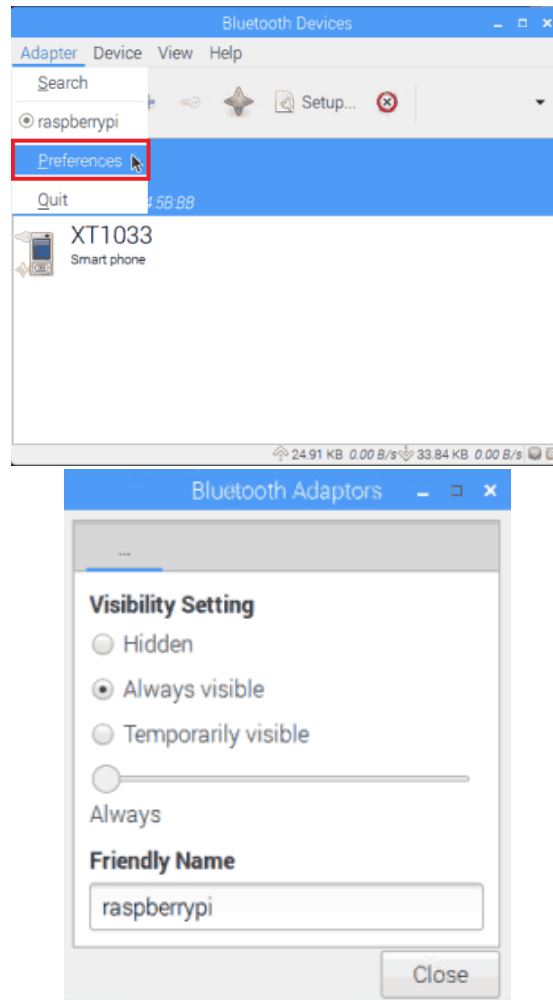 Bluetooth Devices
Adapter Device View Help
Search
Setup...
raspberrypi
Preferences
Quit
5B:BB
XT1033
Smart phone
24.91 KB 0.00 B/s 33.84 KB 0.00 B/s
Bluetooth Adaptors
...
Visibility Setting
Hidden
Always visible
Temporarily visible
Always
Friendly Name
raspberrypi
Close